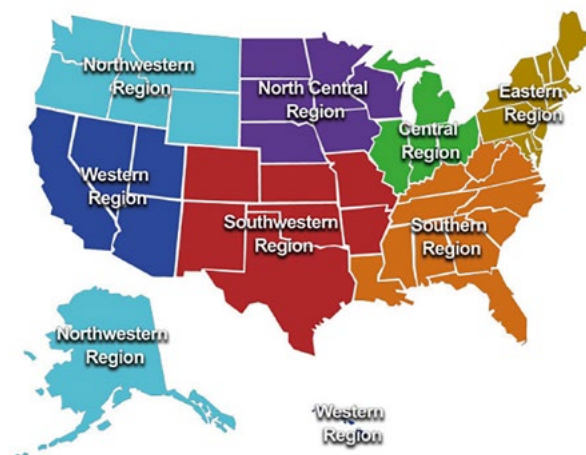 Northwestern
Region
North Central
Region
Eastern
Region
Central
Region
Western
Region
Southwestern
Region
Southern
Region
Northwestern
Region
Western
Region